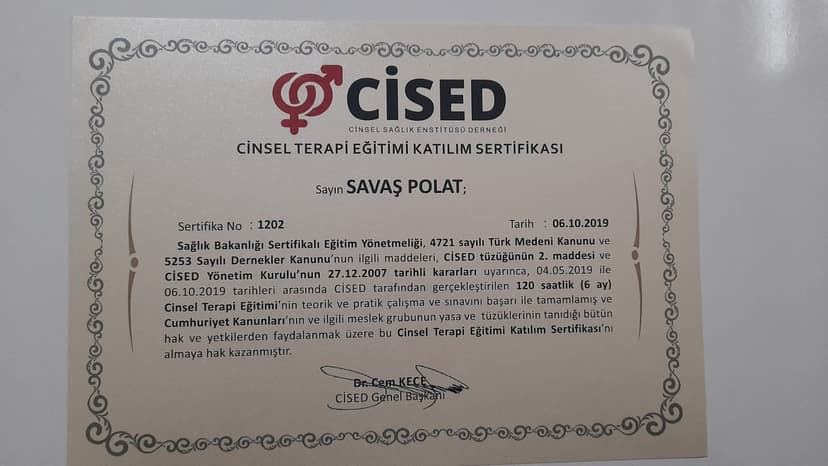 CİSED
CİNSEL SAĞLIK ENSTİTÜSÜ DERNEĞİ
CİNSEL TERAPİ EĞİTİMİ KATILIM SERTİFİKASI
Sayın SAVAŞ POLAT;
Sertifika No : 1202 Tarih : 06.10.2019
Sağlık Bakanlığı Sertifikalı Eğitim Yönetmeliği, 4721 sayılı Türk Medeni Kanunu ve
5253 Sayılı Dernekler Kanunu'nun ilgili maddeleri, CİSED tüzüğünün 2. maddesi ve
CİSED Yönetim Kurulu'nun 27.12.2007 tarihli kararları uyarınca, 04.05.2019 ile
06.10.2019 tarihleri arasında CİSED tarafından gerçekleştirilen 120 saatlik (6 ay)
Cinsel Terapi Eğitimi'nin teorik ve pratik çalışma ve sınavını başarı ile tamamlamış ve
Cumhuriyet Kanunları'nın ve ilgili meslek grubunun yasa ve tüzüklerinin tanıdığı bütün
hak ve yetkilerden faydalanmak üzere bu Cinsel Terapi Eğitimi Katılım Sertifikası'nı
almaya hak kazanmıştır.
Dr. Cem KEÇE
CİSED Genel Başkanı